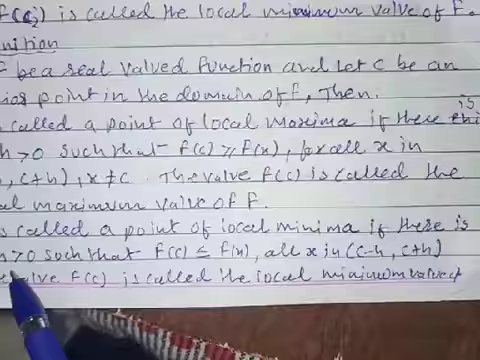 f(c₂) is called the local minimum value of f.
nition
f be a real valued function and Let c be an
ior point in the domain of f, Then.
called a point of local maxima if there is
h>0 such that f(c) ≥ f(x), for all x in
, c+h), x≠c. The value f(c) is called the
al maximum value of f.
s called a point of local minima if there is
h>0 such that f(c) ≤ f(x), all x in (c-h, c+h)
value f(c) is called the local minimum value of